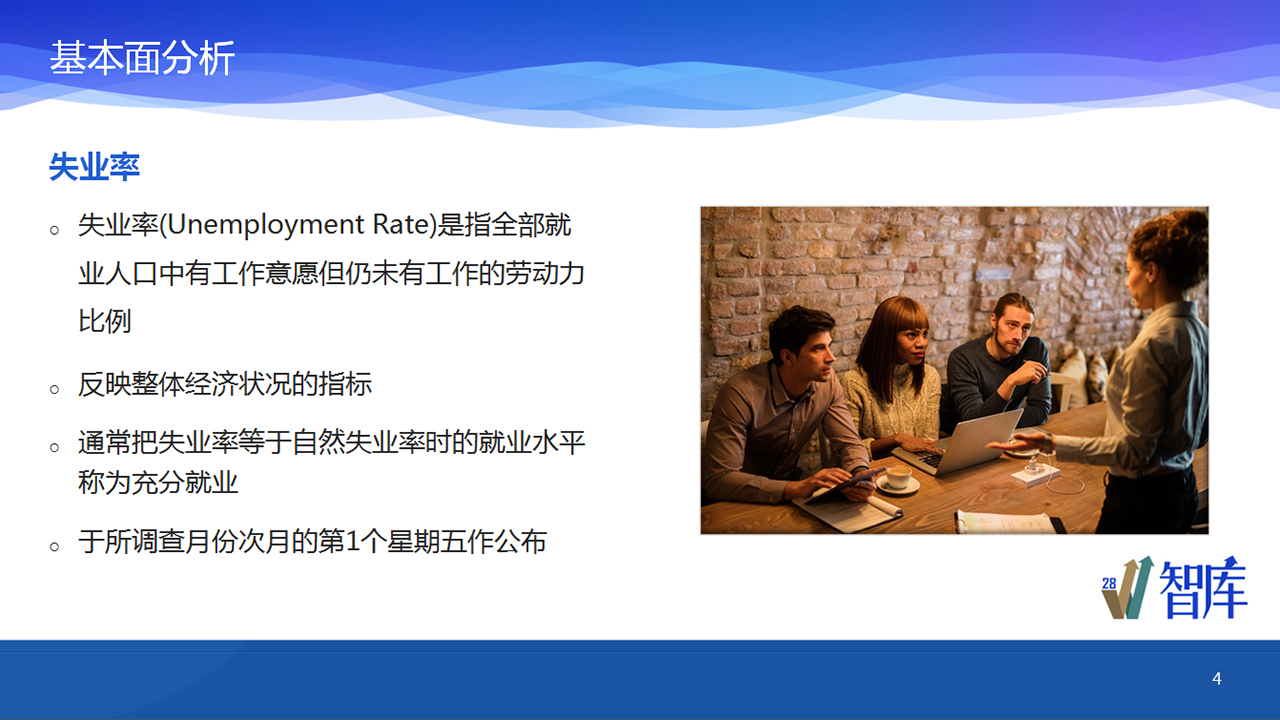 基本面分析
失业率
失业率(Unemployment Rate)是指全部就
业人口中有工作意愿但仍未有工作的劳动力
比例
反映整体经济状况的指标
通常把失业率等于自然失业率时的就业水平
称为充分就业
于所调查月份次月的第1个星期五作公布
28
智库
4